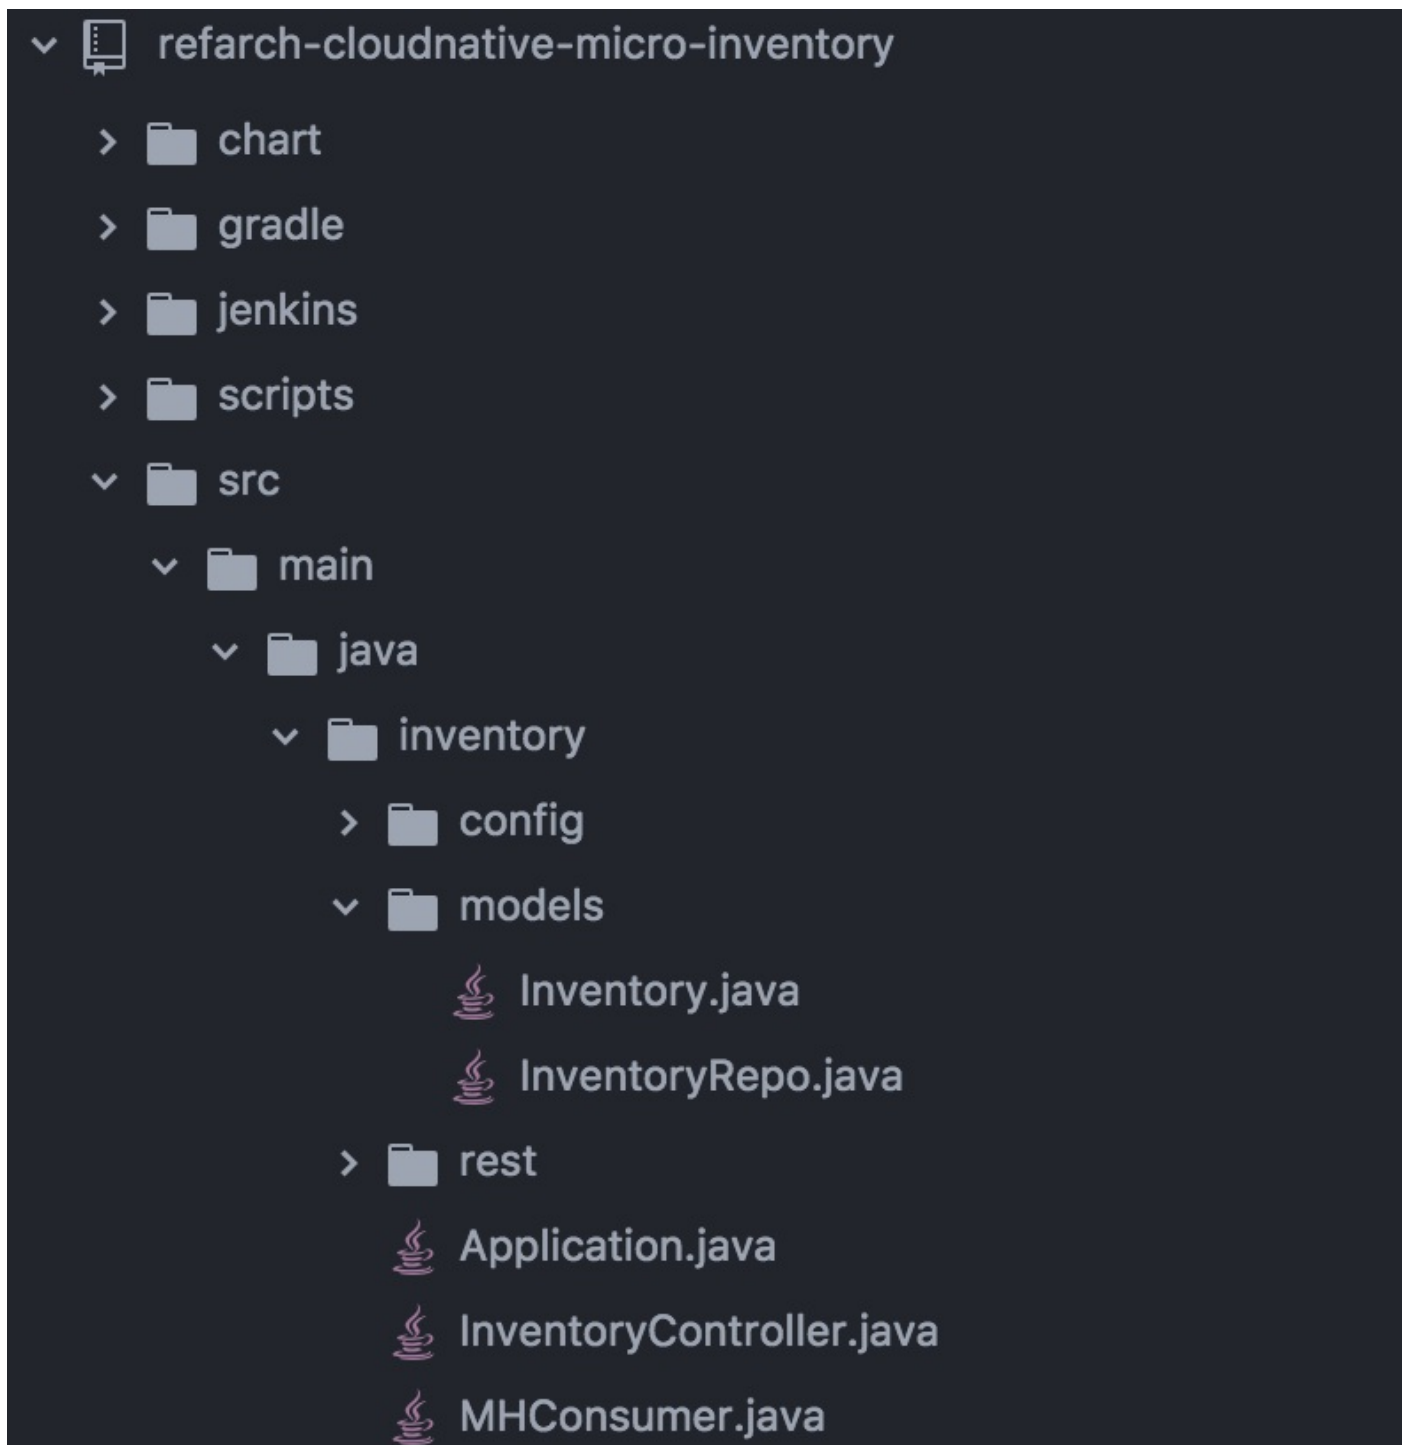 refarch-cloudnative-micro-inventory
chart
gradle
jenkins
scripts
src
main
java
inventory
config
models
Inventory.java
InventoryRepo.java
rest
Application.java
InventoryController.java
MHConsumer.java